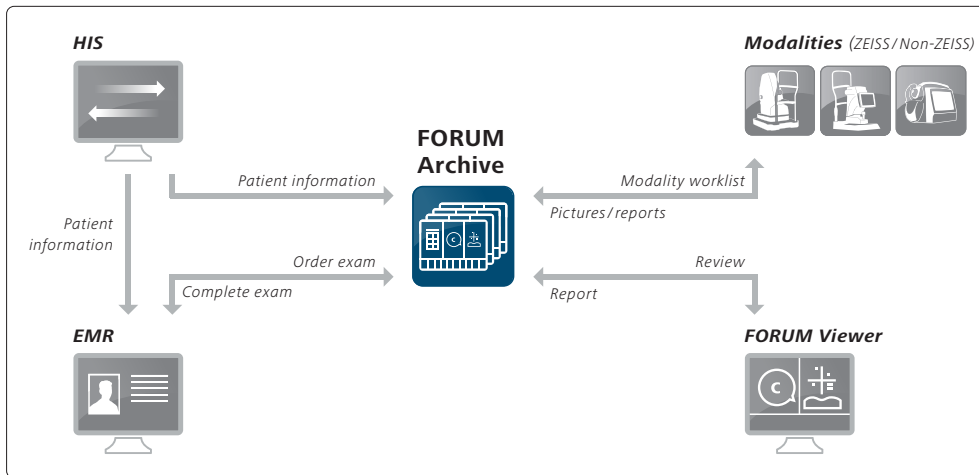 HIS
Modalities (ZEISS/Non-ZEISS)
FORUM
Archive
Patient information
Modality worklist
Pictures/reports
Patient
information
Order exam
Complete exam
Review
Report
EMR
FORUM Viewer
C
C